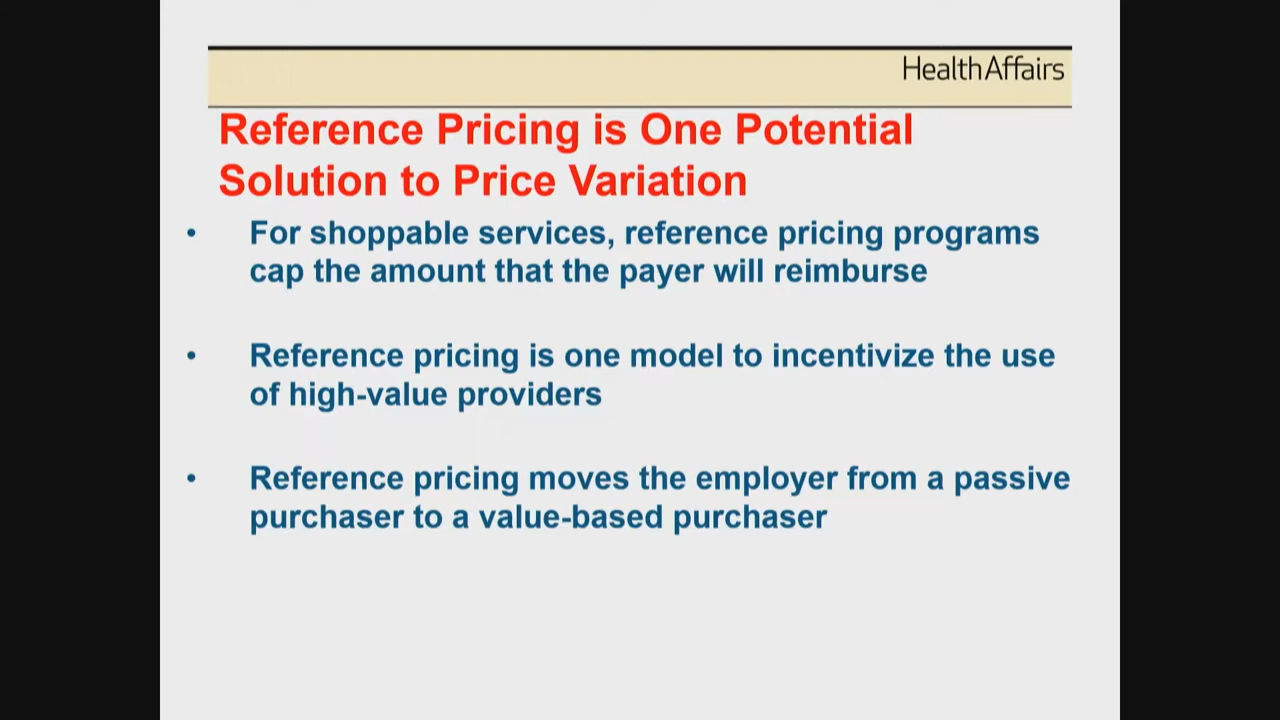 HealthAffairs
Reference Pricing is One Potential
Solution to Price Variation
• For shoppable services, reference pricing programs
cap the amount that the payer will reimburse
• Reference pricing is one model to incentivize the use
of high-value providers
• Reference pricing moves the employer from a passive
purchaser to a value-based purchaser